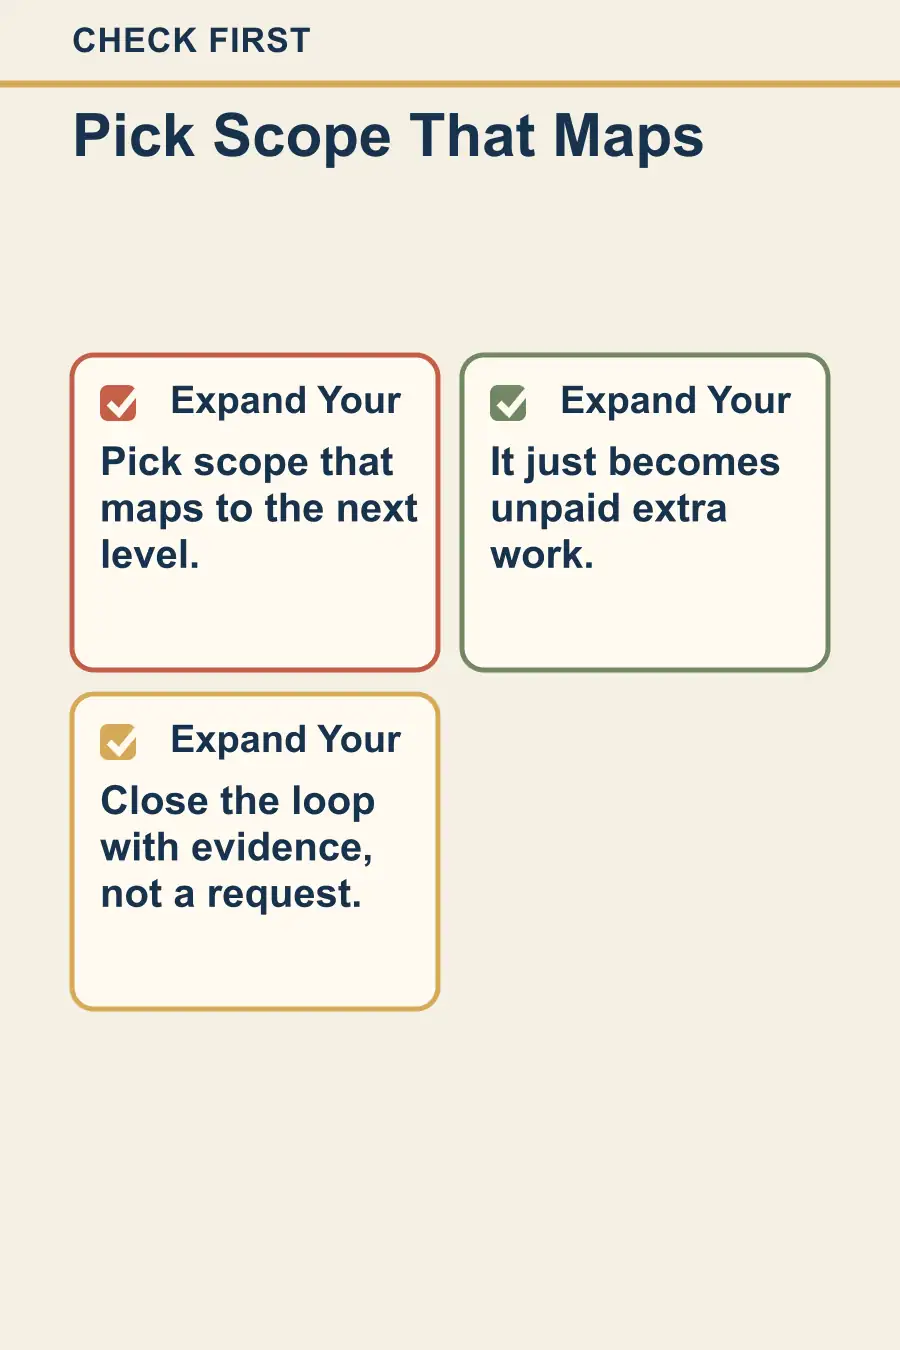 CHECK FIRST
Pick Scope That Maps
Expand Your
Pick scope that
maps to the next
level.
Expand Your
It just becomes
unpaid extra
work.
Expand Your
Close the loop
with evidence,
not a request.